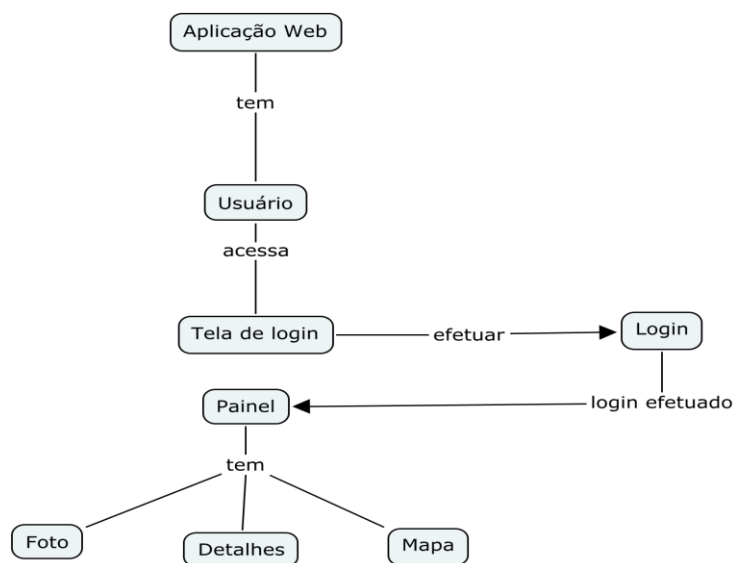 Aplicação Web
tem
Usuário
acessa
Tela de login
efetuar
Login
login efetuado
Painel
tem
Foto
Detalhes
Mapa